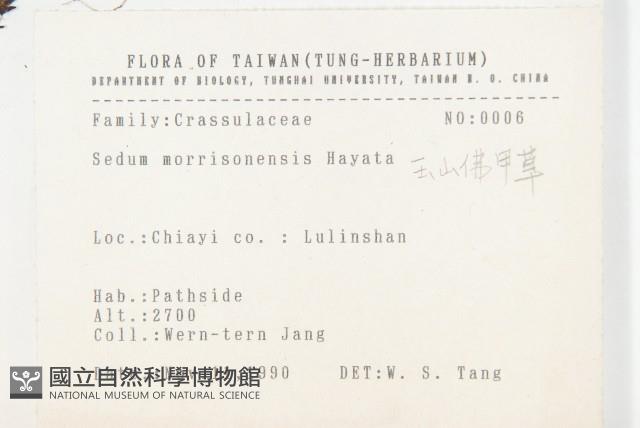 FLORA OF TAIWAN(TUNG-HERBARIUM)
DEPARTMENT OF BIOLOGY, TUNGHAI UNIVERSITY, TAIWAN R. O. CHINA
Family:Crassulaceae NO:0006
Sedum morrisonensis Hayata 玉山佛甲草
Loc.:Chiayi co. : Lulinshan
Hab.:Pathside
Alt.:2700
Coll.:Wern-tern Jang
990 DET:W. S. Tang
國立自然科學博物館
NATIONAL MUSEUM OF NATURAL SCIENCE